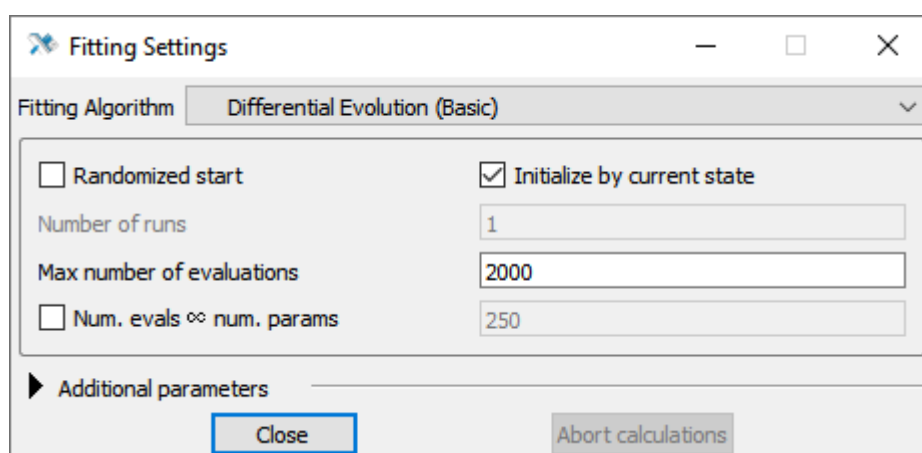 Fitting Settings
Fitting Algorithm Differential Evolution (Basic)
Randomized start Initialize by current state
Number of runs 1
Max number of evaluations 2000
Num. evals ∞ num. params 250
Additional parameters
Close Abort calculations